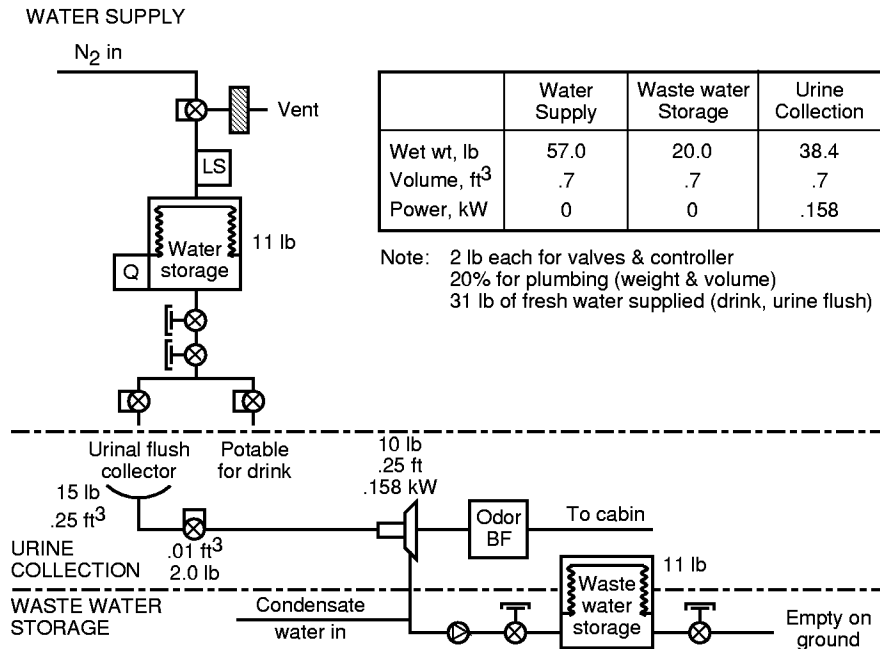 WATER SUPPLY
N2 in
Vent
LS
Water
storage
11 lb
Q
Water
Supply
Waste water
Storage
Urine
Collection
Wet wt, lb 57.0 20.0 38.4
Volume, ft3 .7 .7 .7
Power, kW 0 0 .158
Note: 2 lb each for valves & controller
20% for plumbing (weight & volume)
31 lb of fresh water supplied (drink, urine flush)
Urinal flush
collector
Potable
for drink
15 lb
.25 ft3
.01 ft3
2.0 lb
10 lb
.25 ft
.158 kW
Odor
BF
To cabin
URINE
COLLECTION
WASTE WATER
STORAGE
Condensate
water in
Waste
water
storage
11 lb
Empty on
ground